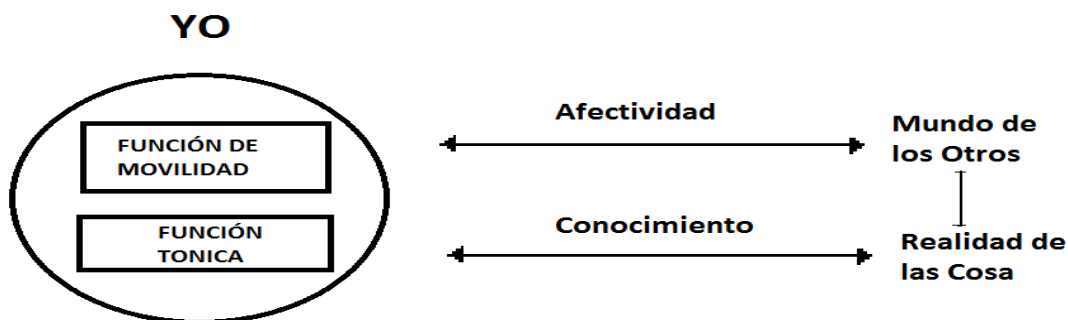 YO
FUNCIÓN DE
MOVILIDAD
FUNCIÓN
TONICA
Afectividad
Conocimiento
Mundo de
los Otros
Realidad de
las Cosa